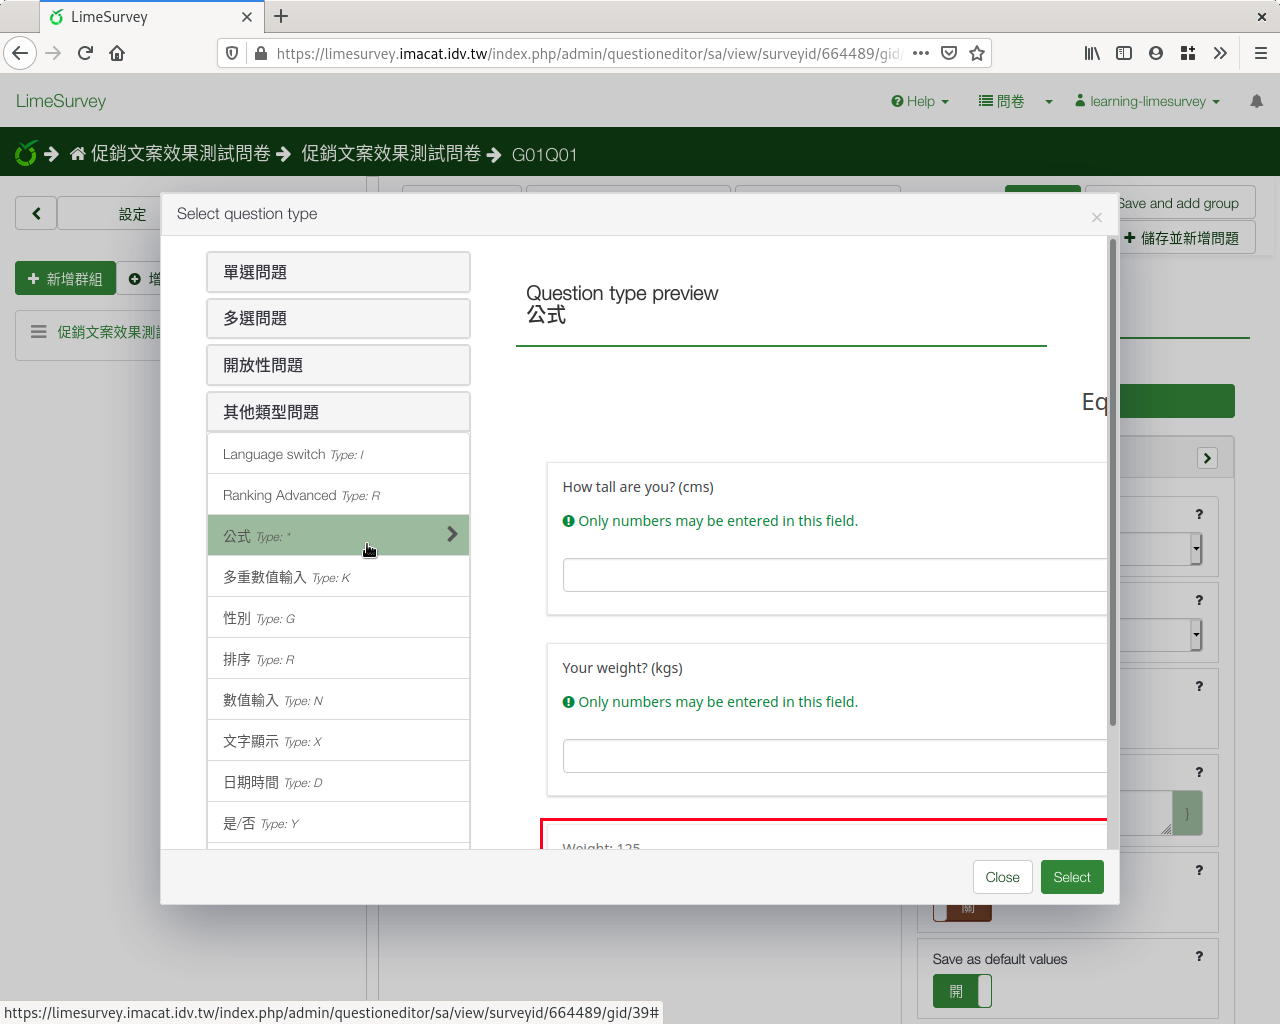 LimeSurvey
https://limesurvey.imacat.idv.tw/index.php/admin/questioneditor/sa/view/surveyid/664489/gid/
LimeSurvey
Help
問卷
learning-limesurvey
促銷文案效果測試問卷
促銷文案效果測試問卷
G01Q01
設定
Save and add group
儲存並新增問題
新增群組
增
促銷文案效果測試
Select question type
×
單選問題
多選問題
開放性問題
其他類型問題
Language switch Type: I
Ranking Advanced Type: R
公式 Type: *
多重數值輸入 Type: K
性別 Type: G
排序 Type: R
數值輸入 Type: N
文字顯示 Type: X
日期時間 Type: D
是/否 Type: Y
Question type preview
公式
Eq
How tall are you? (cms)
Only numbers may be entered in this field.
Your weight? (kgs)
Only numbers may be entered in this field.
Weight: 125
Close
Select
?
?
?
?
}
?
關
Save as default values
?
開
https://limesurvey.imacat.idv.tw/index.php/admin/questioneditor/sa/view/surveyid/664489/gid/39#